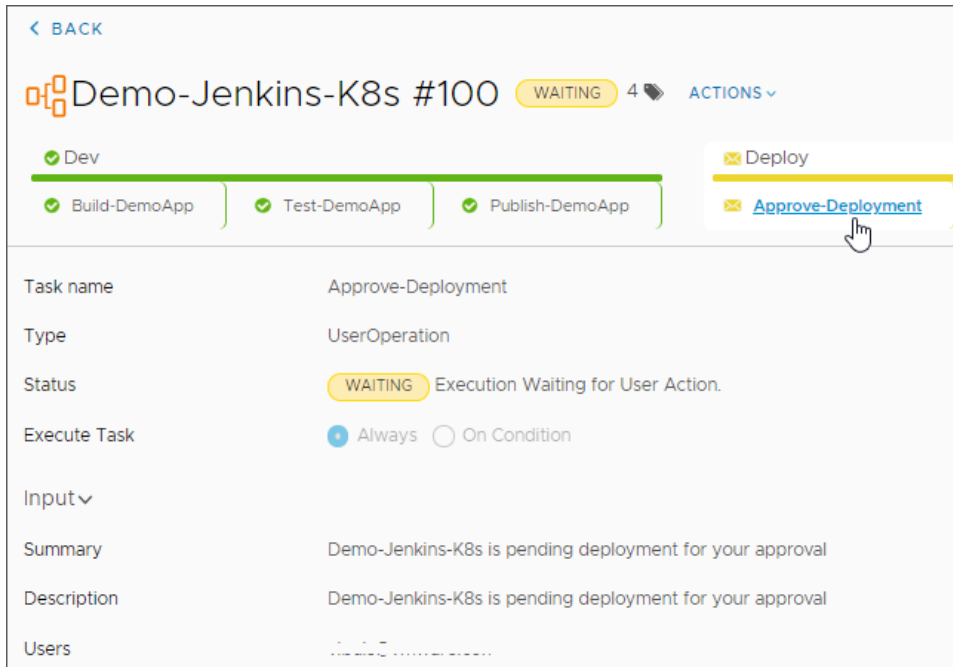 BACK
Demo-Jenkins-K8s #100 WAITING 4 ACTIONS
Dev
Deploy
Build-DemoApp Test-DemoApp Publish-DemoApp Approve-Deployment
Task name Approve-Deployment
Type UserOperation
Status WAITING Execution Waiting for User Action.
Execute Task Always On Condition
Input
Summary Demo-Jenkins-K8s is pending deployment for your approval
Description Demo-Jenkins-K8s is pending deployment for your approval
Users